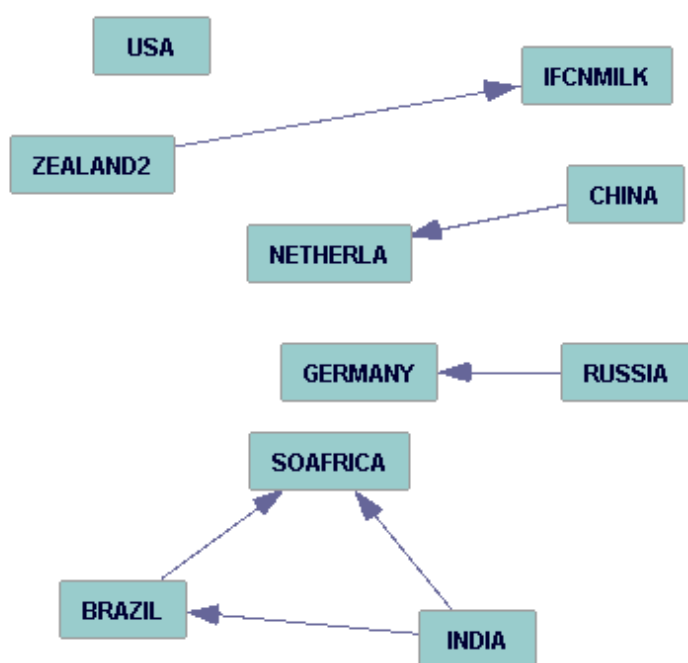 USA
IFCNMILK
ZEALAND2
CHINA
NETHERLA
GERMANY
RUSSIA
SOAFRICA
BRAZIL
INDIA